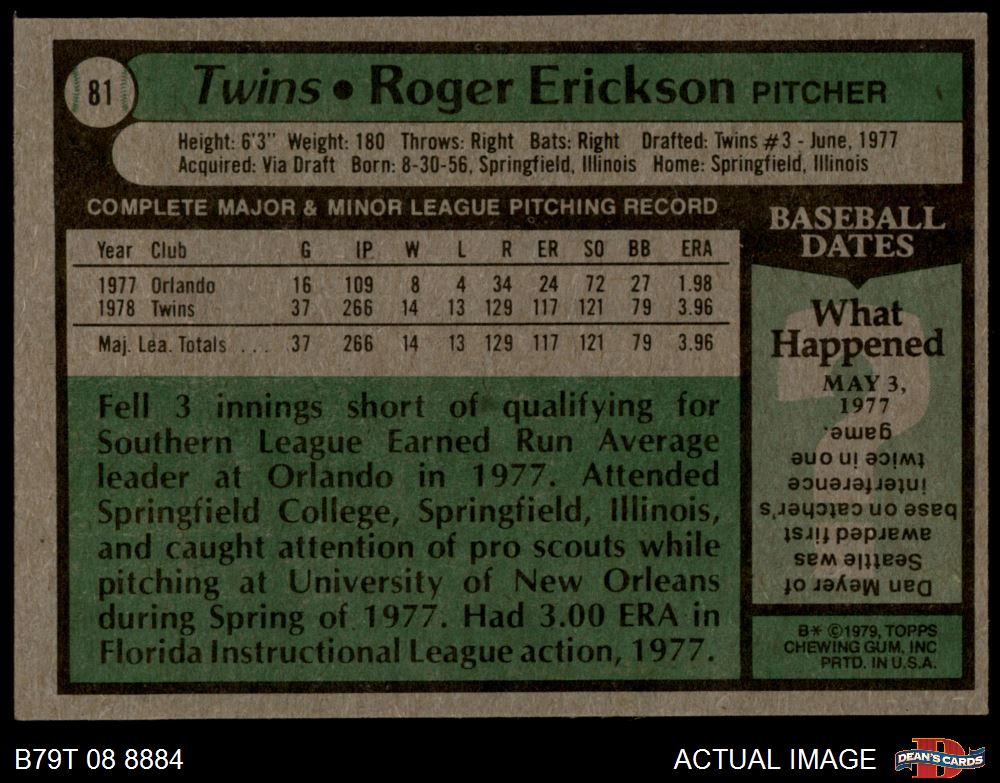 81
Twins • Roger Erickson PITCHER
Height: 6'3" Weight: 180 Throws: Right Bats: Right Drafted: Twins #3 - June, 1977
Acquired: Via Draft Born: 8-30-56, Springfield, Illinois Home: Springfield, Illinois
COMPLETE MAJOR & MINOR LEAGUE PITCHING RECORD
Year Club G IP W L R ER SO BB ERA
1977 Orlando 16 109 8 4 34 24 72 27 1.98
1978 Twins 37 266 14 13 129 117 121 79 3.96
Maj. Lea. Totals ... 37 266 14 13 129 117 121 79 3.96
Fell 3 innings short of qualifying for
Southern League Earned Run Average
leader at Orlando in 1977. Attended
Springfield College, Springfield, Illinois,
and caught attention of pro scouts while
pitching at University of New Orleans
during Spring of 1977. Had 3.00 ERA in
Florida Instructional League action, 1977.
BASEBALL
DATES
What
Happened
MAY 3,
1977
?
Dan Meyer of
Seattle was
awarded first
base on catcher's
interference
twice in one
game.
B* ©1979, TOPPS
CHEWING GUM, INC
PRTD. IN U.S.A.
B79T 08 8884
ACTUAL IMAGE
D
DEAN'S CARDS